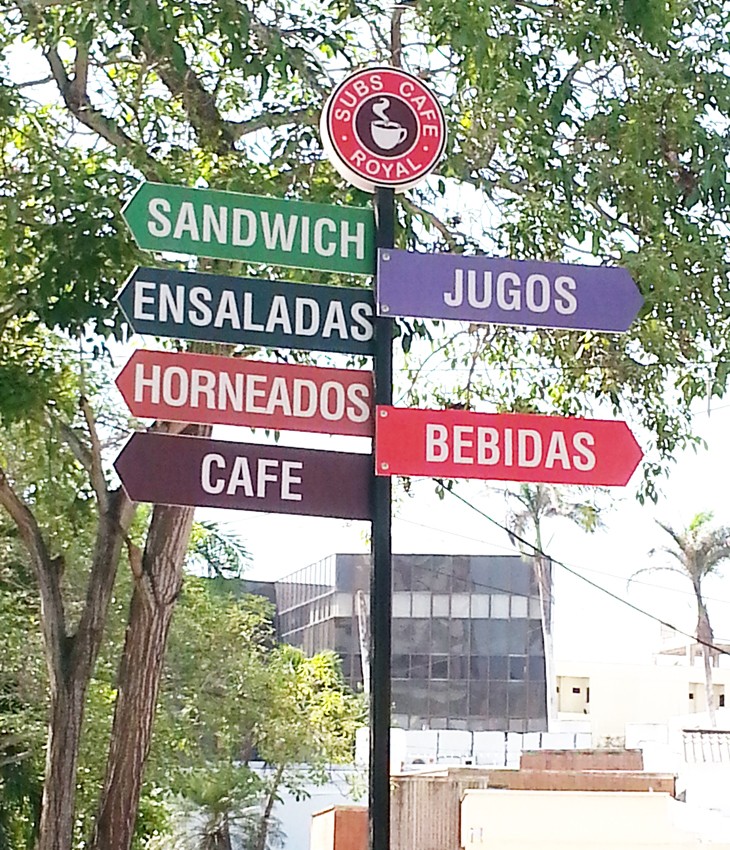 SUBS CAFE
ROYAL
SANDWICH
JUGOS
ENSALADAS
HORNEADOS
BEBIDAS
CAFE